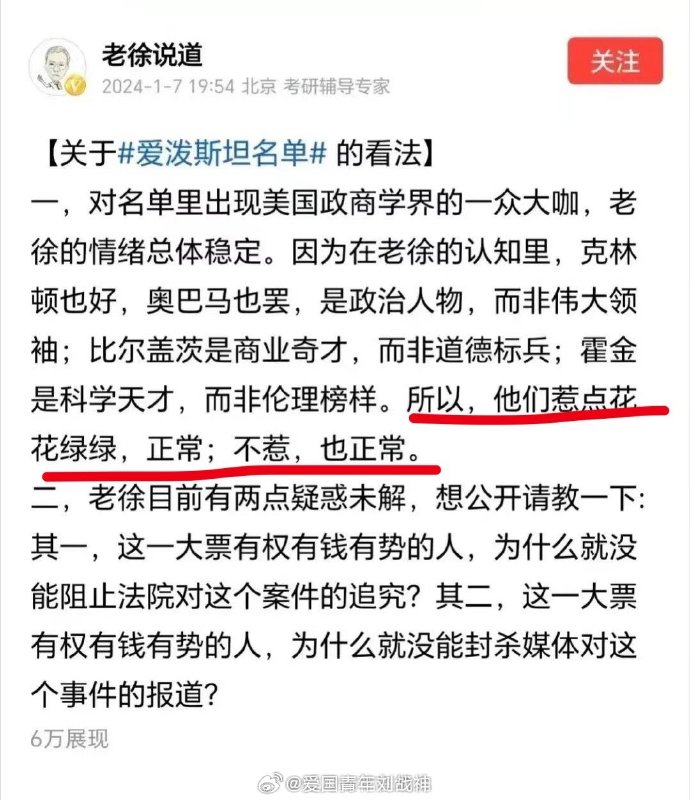 老徐说道
2024-1-7 19:54 北京 考研辅导专家
关注
【关于#爱泼斯坦名单# 的看法】
一，对名单里出现美国政商学界的一众大咖，老
徐的情绪总体稳定。因为在老徐的认知里，克林
顿也好，奥巴马也罢，是政治人物，而非伟大领
袖；比尔盖茨是商业奇才，而非道德标兵；霍金
是科学天才，而非伦理榜样。所以，他们惹点花
花绿绿，正常；不惹，也正常。
二，老徐目前有两点疑惑未解，想公开请教一下:
其一，这一大票有权有钱有势的人，为什么就没
能阻止法院对这个案件的追究？其二，这一大票
有权有钱有势的人，为什么就没能封杀媒体对这
个事件的报道？
6万展现
@爱国青年刘战神